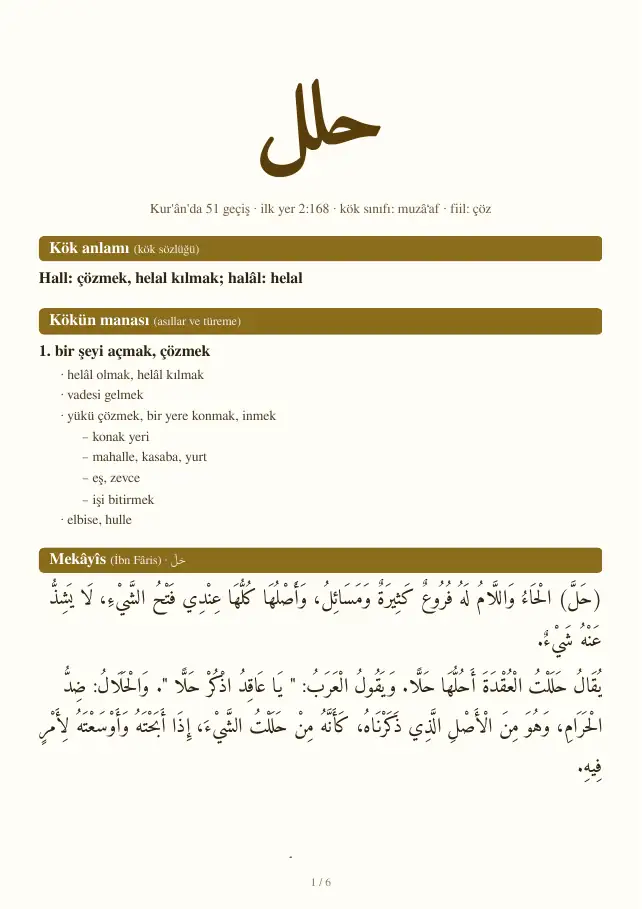 حلل
Kur'ân'da 51 geçiş · ilk yer 2:168 · kök sınıfı: muzâ'af · fiil: çöz
Kök anlamı (kök sözlüğü)
Hall: çözmek, helal kılmak; halâl: helal
Kökün manası (asıllar ve türeme)
1. bir şeyi açmak, çözmek
· helâl olmak, helâl kılmak
· vadesi gelmek
· yükü çözmek, bir yere konmak, inmek
– konak yeri
– mahalle, kasaba, yurt
– eş, zevce
– işi bitirmek
· elbise, hulle
Mekâyîs (İbn Fâris) · حَلَّ
(حَلَّ) الْحَاءُ وَاللَّامُ لَهُ فُرُوعٌ كَثِيرَةٌ وَمَسَائِلُ، وَأَصْلُهَا كُلُّهَا عِنْدِي فَتْحُ الشَّيْءِ، لَا يَشِذُّ
عَنْهُ شَيْءٌ.
يُقَالُ حَلَلْتُ الْعُقْدَةَ أَحُلُّهَا حَلًّا. وَيَقُولُ الْعَرَبُ: " يَا عَاقِدُ اذْكُرْ حَلًّا ". وَالْحَلَالُ: ضِدُّ
الْحَرَامِ، وَهُوَ مِنَ الْأَصْلِ الَّذِي ذَكَرْنَاهُ، كَأَنَّهُ مِنْ حَلَلْتُ الشَّيْءَ، إِذَا أَبَحْتَهُ وَأَوْسَعْتَهُ لِأَمْرٍ
فِيهِ.
1 / 6